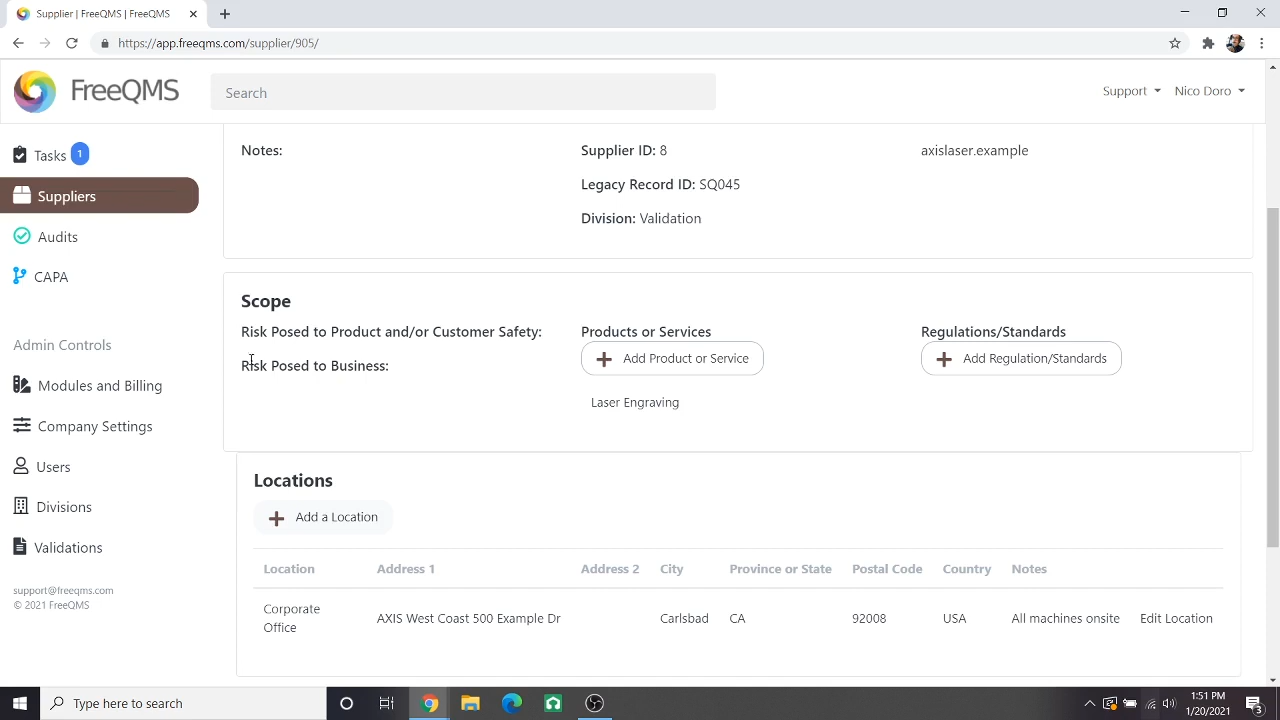 Suppliers | FreeQMS | FreeQMS
https://app.freeqms.com/supplier/905/
FreeQMS
Search
Support
Nico Doro
Tasks 1
Suppliers
Audits
CAPA
Admin Controls
Modules and Billing
Company Settings
Users
Divisions
Validations
support@freeqms.com
© 2021 FreeQMS
Notes:
Supplier ID: 8
Legacy Record ID: SQ045
Division: Validation
axislaser.example
Scope
Risk Posed to Product and/or Customer Safety:
Risk Posed to Business:
Products or Services
Add Product or Service
Laser Engraving
Regulations/Standards
Add Regulation/Standards
Locations
Add a Location
Location Address 1 Address 2 City Province or State Postal Code Country Notes
Corporate Office AXIS West Coast 500 Example Dr Carlsbad CA 92008 USA All machines onsite Edit Location
Type here to search
1:51 PM
1/20/2021
3